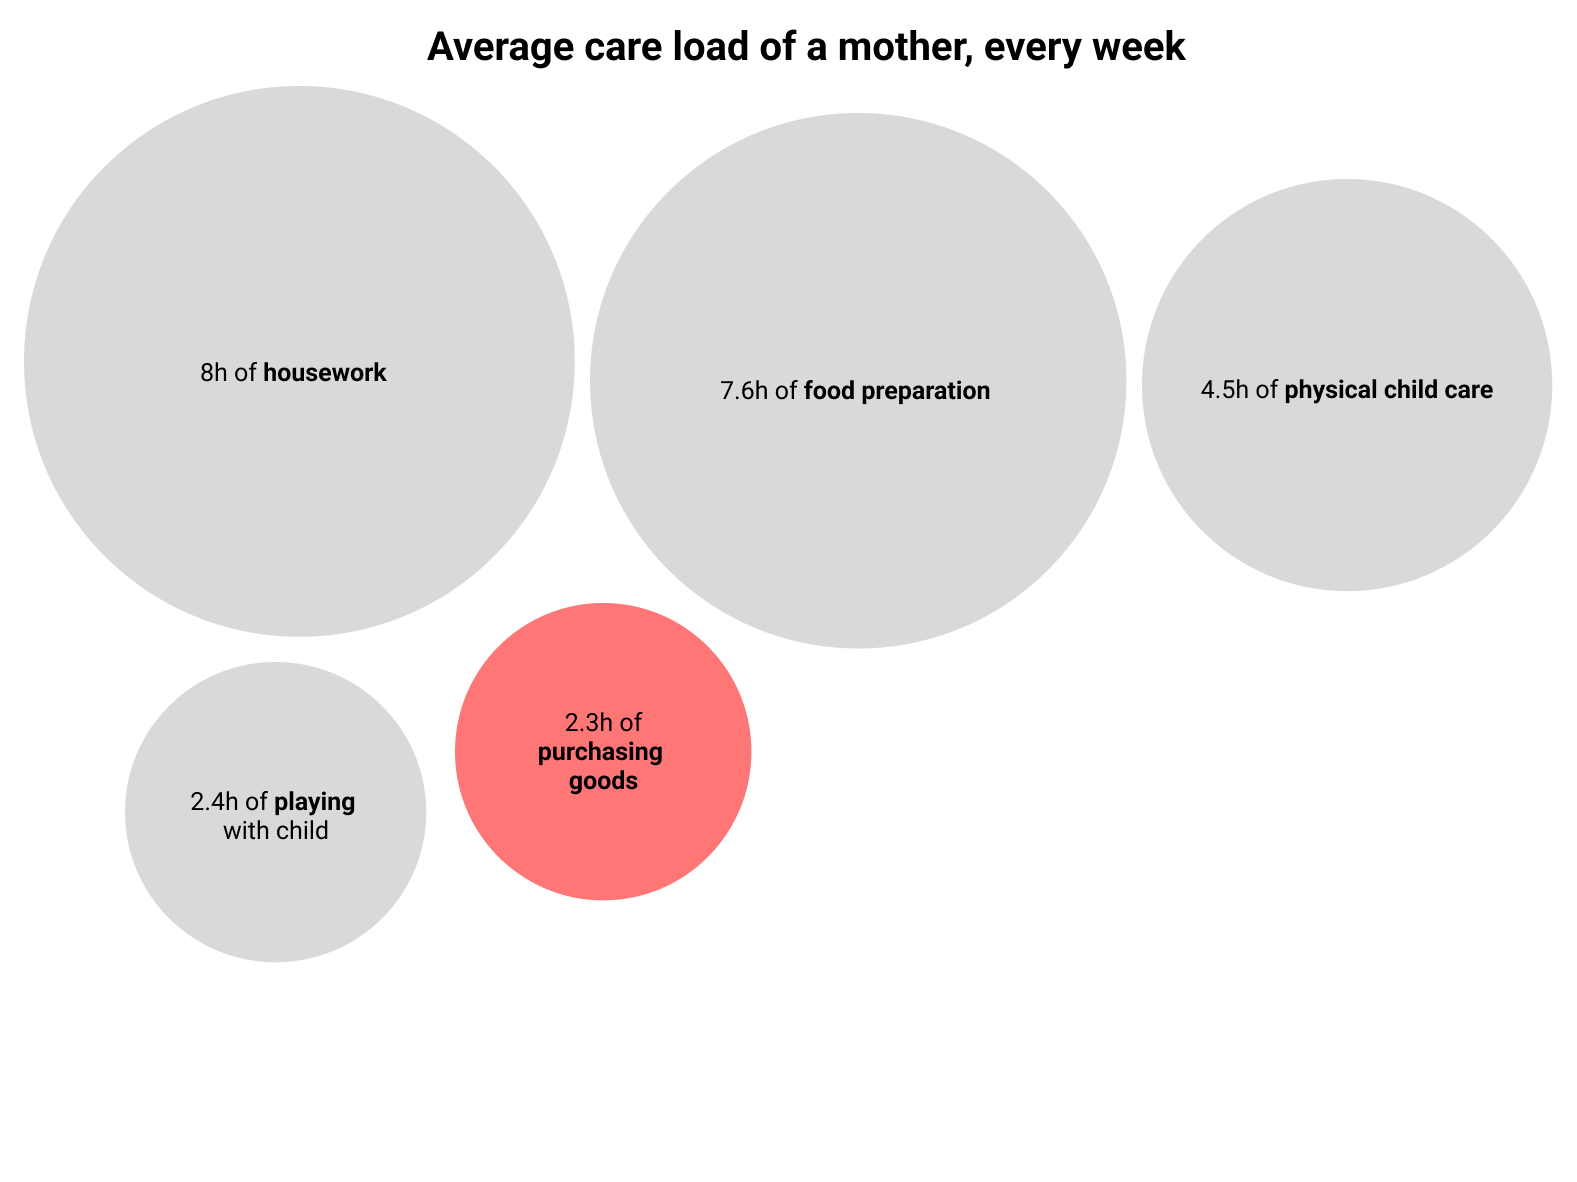 Average care load of a mother, every week
8h of housework
7.6h of food preparation
4.5h of physical child care
2.4h of playing
with child
2.3h of
purchasing
goods